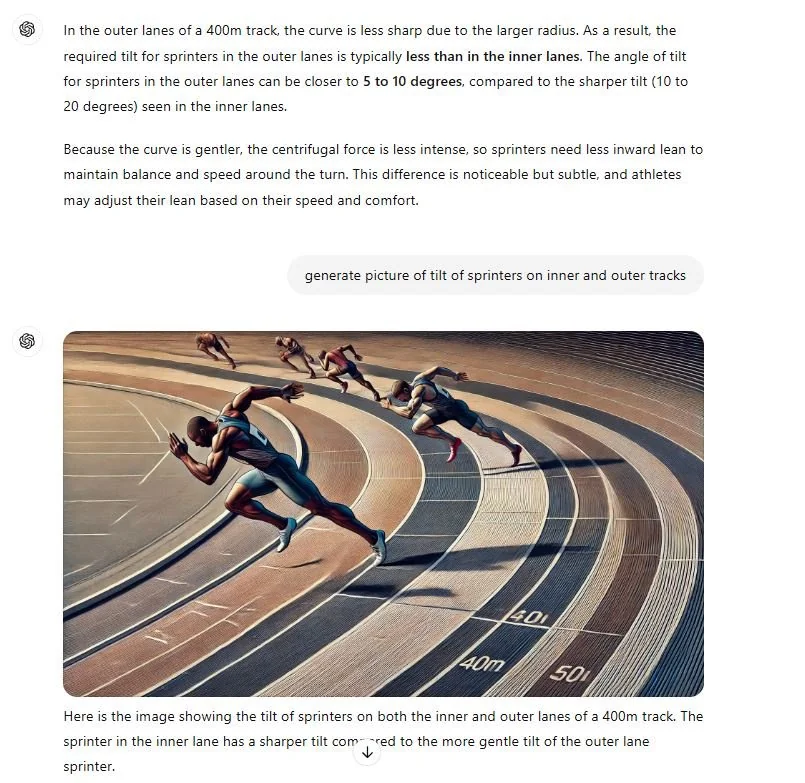 In the outer lanes of a 400m track, the curve is less sharp due to the larger radius. As a result, the
required tilt for sprinters in the outer lanes is typically less than in the inner lanes. The angle of tilt
for sprinters in the outer lanes can be closer to 5 to 10 degrees, compared to the sharper tilt (10 to
20 degrees) seen in the inner lanes.
Because the curve is gentler, the centrifugal force is less intense, so sprinters need less inward lean to
maintain balance and speed around the turn. This difference is noticeable but subtle, and athletes
may adjust their lean based on their speed and comfort.
generate picture of tilt of sprinters on inner and outer tracks
40m
Here is the image showing the tilt of sprinters on both the inner and outer lanes of a 400m track. The
sprinter in the inner lane has a sharper tilt to the more gentle tilt of the outer lane
sprinter.